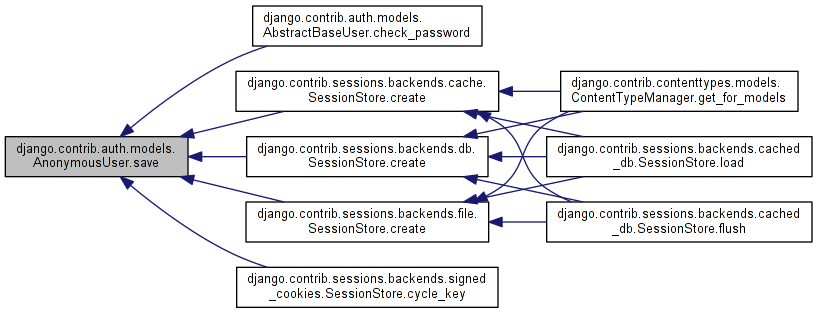 django.contrib.auth.models.
AbstractBaseUser.check_password
django.contrib.sessions.backends.cache.
SessionStore.create
django.contrib.contenttypes.models.
ContentTypeManager.get_for_models
django.contrib.auth.models.
AnonymousUser.save
django.contrib.sessions.backends.db.
SessionStore.create
django.contrib.sessions.backends.cached
_db.SessionStore.load
django.contrib.sessions.backends.file.
SessionStore.create
django.contrib.sessions.backends.cached
_db.SessionStore.flush
django.contrib.sessions.backends.signed
_cookies.SessionStore.cycle_key